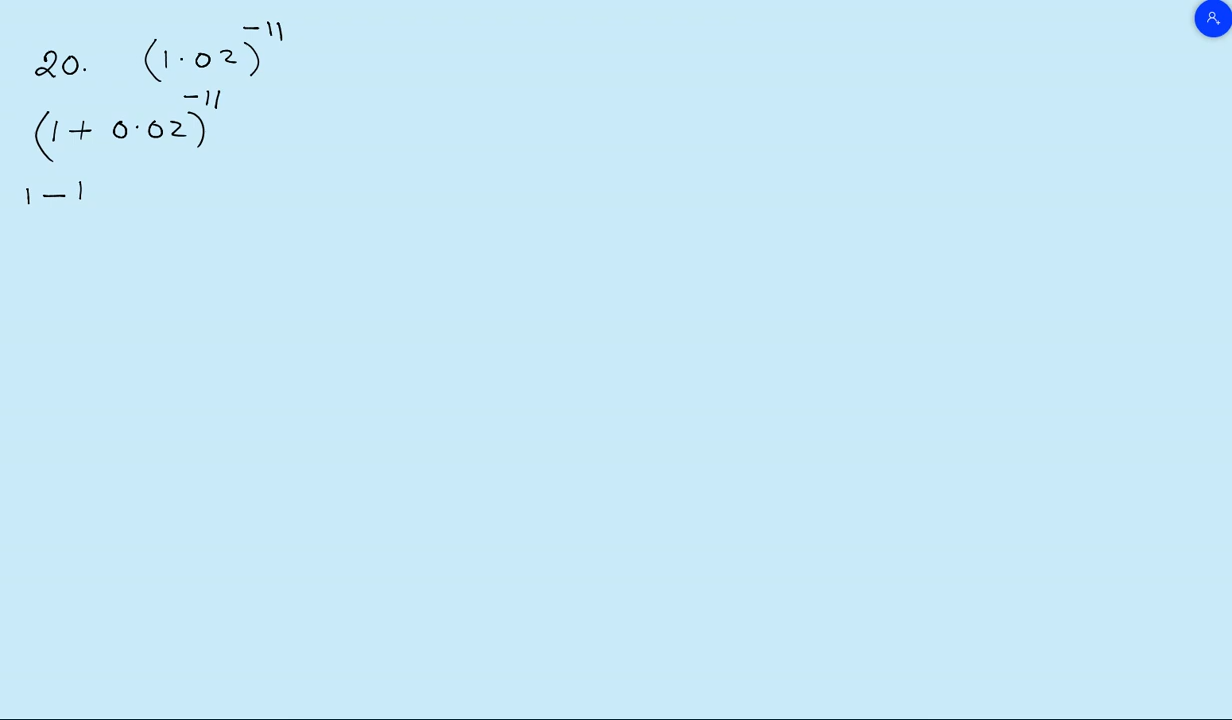 20. (1.02)^-11
(1 + 0.02)^-11
1 - 1